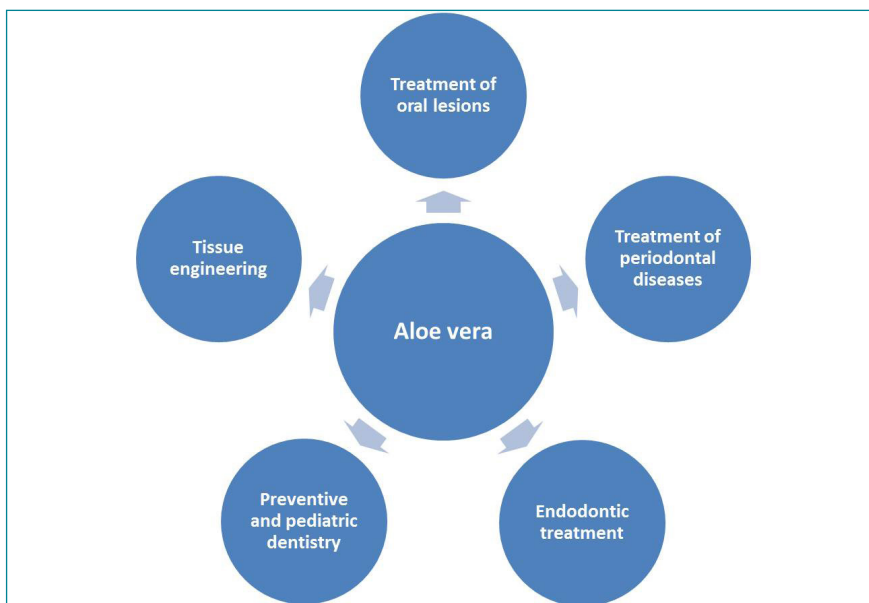 Treatment of
oral lesions
Tissue
engineering
Treatment of
periodontal
diseases
Aloe vera
Preventive
and pediatric
dentistry
Endodontic
treatment